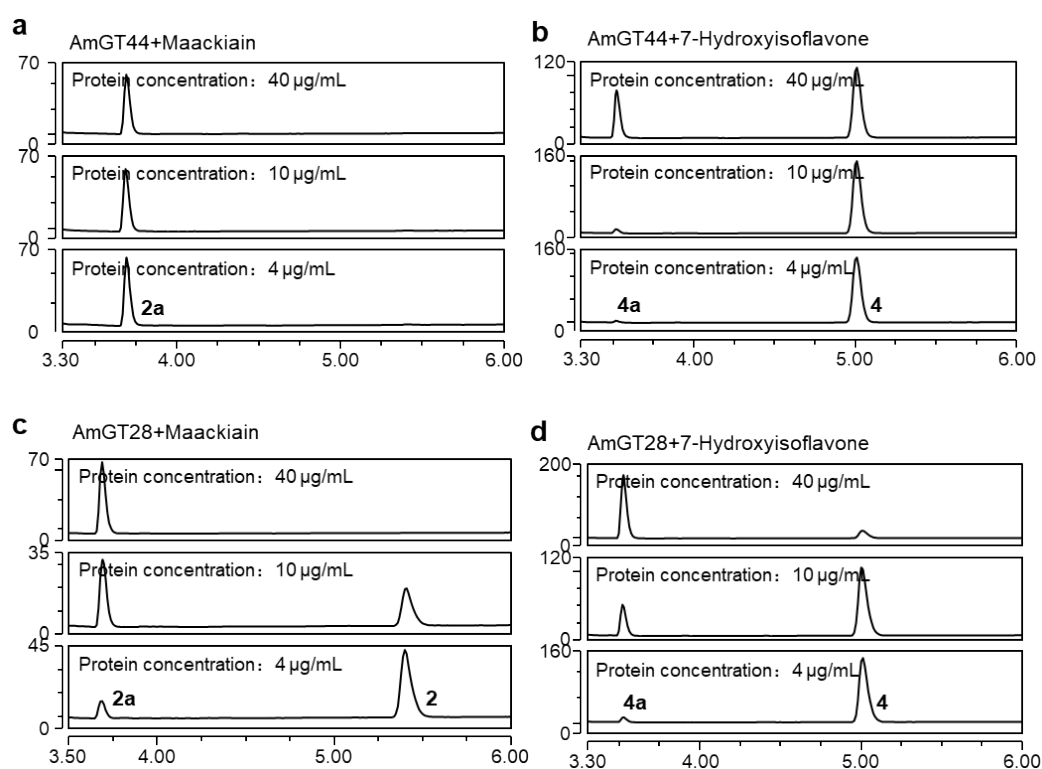 a
AmGT44+Maackiain
70
Protein concentration：40 μg/mL
0
70
Protein concentration：10 μg/mL
0
70
Protein concentration：4 μg/mL
2a
0
3.30 4.00 5.00 6.00
b
AmGT44+7-Hydroxyisoflavone
120
Protein concentration：40 μg/mL
0
160
Protein concentration：10 μg/mL
0
160
Protein concentration：4 μg/mL
4a 4
0
3.30 4.00 5.00 6.00
c
AmGT28+Maackiain
70
Protein concentration：40 μg/mL
0
35
Protein concentration：10 μg/mL
0
45
Protein concentration：4 μg/mL
2a 2
0
3.50 4.00 5.00 6.00
d
AmGT28+7-Hydroxyisoflavone
200
Protein concentration：40 μg/mL
0
120
Protein concentration：10 μg/mL
0
160
Protein concentration：4 μg/mL
4a 4
0
3.30 4.00 5.00 6.00